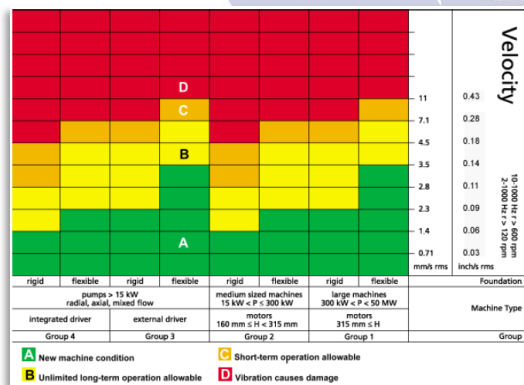 D
C
B
A
Velocity
10-1000 Hz r > 600 rpm
2-1000 Hz r > 120 rpm
11 0.43
7.1 0.28
4.5 0.18
3.5 0.14
2.8 0.11
2.3 0.09
1.4 0.06
0.71 0.03
mm/s rms inch/s rms
rigid flexible rigid flexible rigid flexible rigid flexible Foundation
pumps > 15 kW medium sized machines large machines Machine Type
radial, axial, mixed flow 15 kW < P ≤ 300 kW 300 kW < P < 50 MW
integrated driver external driver motors motors
160 mm ≤ H < 315 mm 315 mm ≤ H
Group 4 Group 3 Group 2 Group 1 Group
A New machine condition C Short-term operation allowable
B Unlimited long-term operation allowable D Vibration causes damage